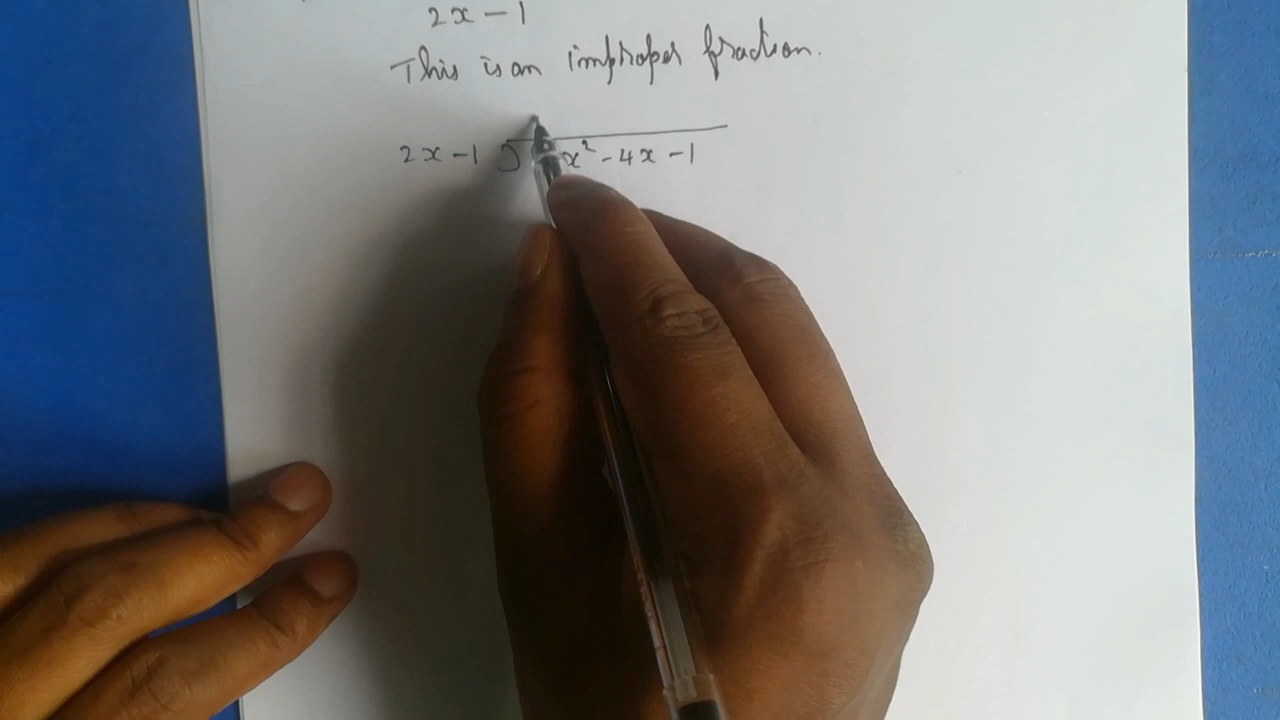 2x - 1
This is an improper fraction.
2x - 1 ) x² - 4x - 1